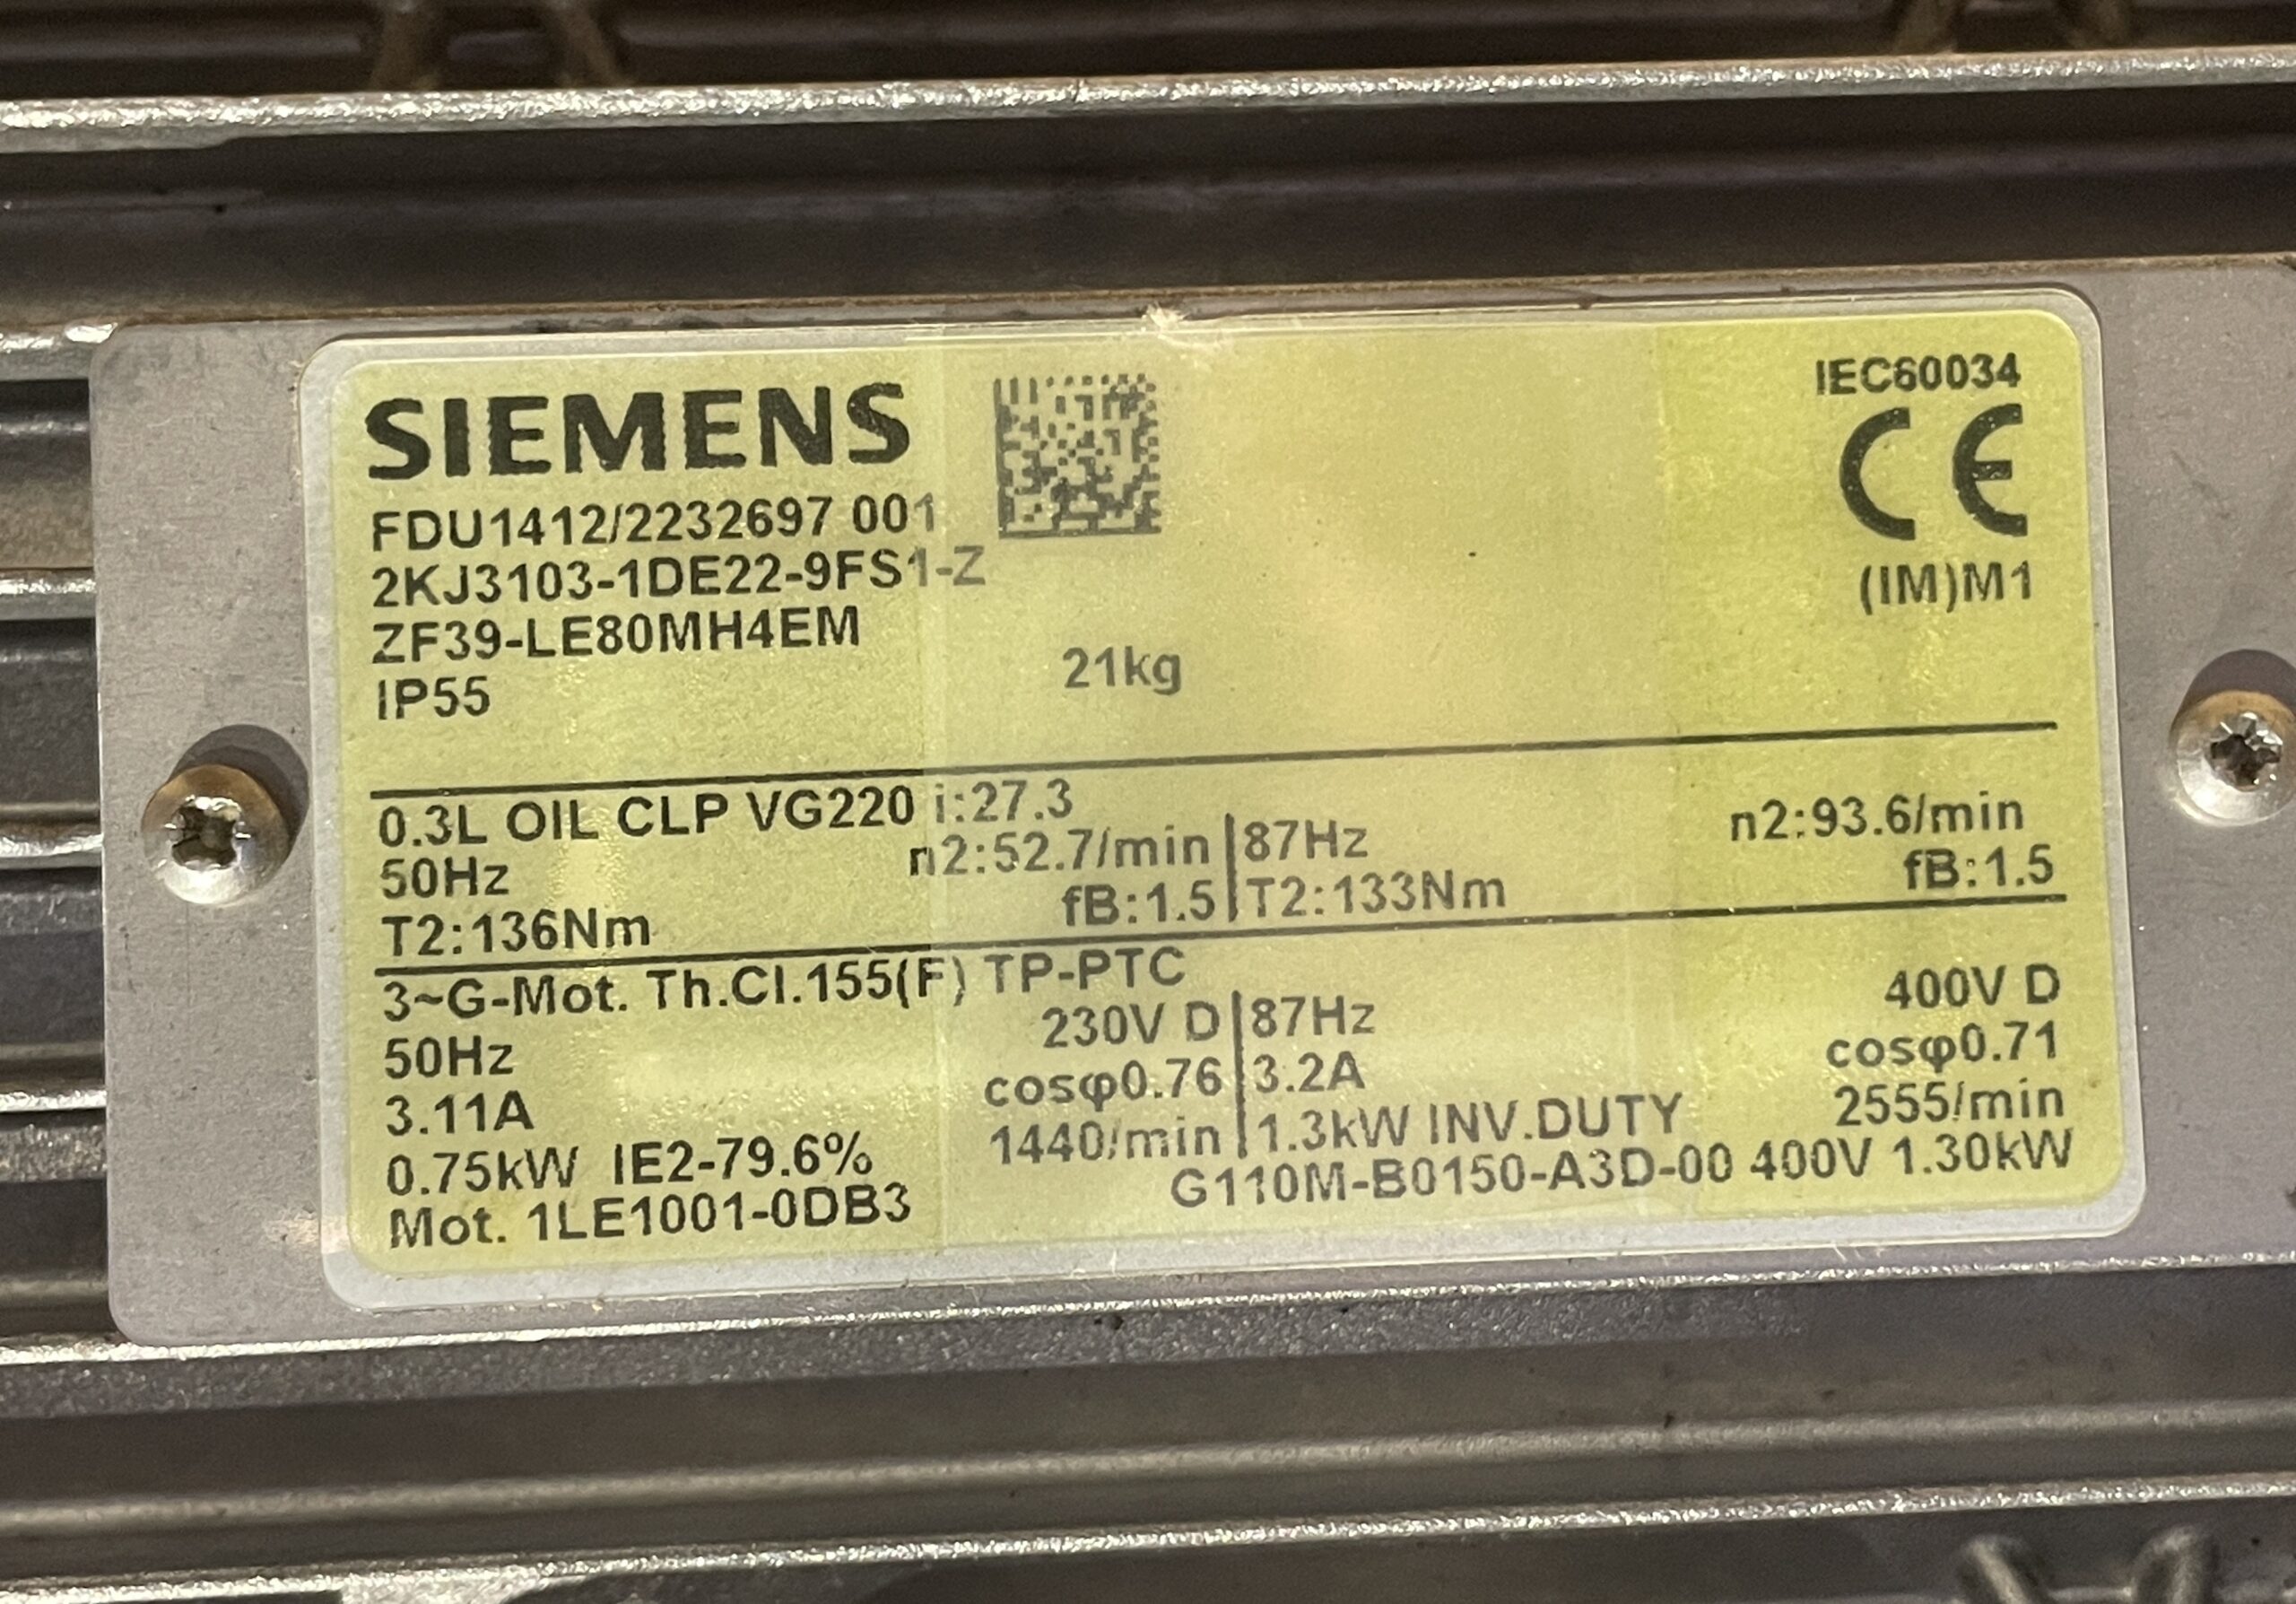 SIEMENS
IEC60034
CE
FDU1412/2232697 001
2KJ3103-1DE22-9FS1-Z
(IM)M1
ZF39-LE80MH4EM
21kg
IP55
0.3L OIL CLP VG220 i:27.3
50Hz n2:52.7/min | 87Hz n2:93.6/min
T2:136Nm fB:1.5 | T2:133Nm fB:1.5
3~G-Mot. Th.Cl.155(F) TP-PTC
50Hz 230V D | 87Hz 400V D
3.11A cosφ0.76 | 3.2A cosφ0.71
0.75kW IE2-79.6% 1440/min | 1.3kW INV.DUTY 2555/min
Mot. 1LE1001-0DB3 G110M-B0150-A3D-00 400V 1.30kW